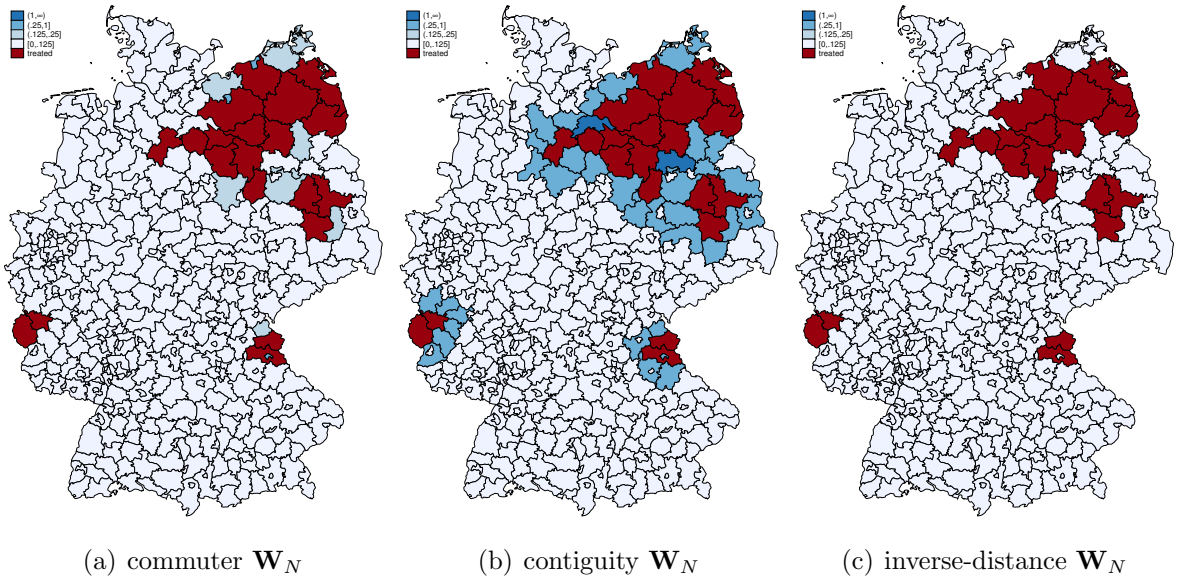 (1,∞)
(.25,1]
(.125,.25]
[0,.125]
treated
(1,∞)
(.25,1]
(.125,.25]
[0,.125]
treated
(1,∞)
(.25,1]
(.125,.25]
[0,.125]
treated
(a) commuter W_N
(b) contiguity W_N
(c) inverse-distance W_N